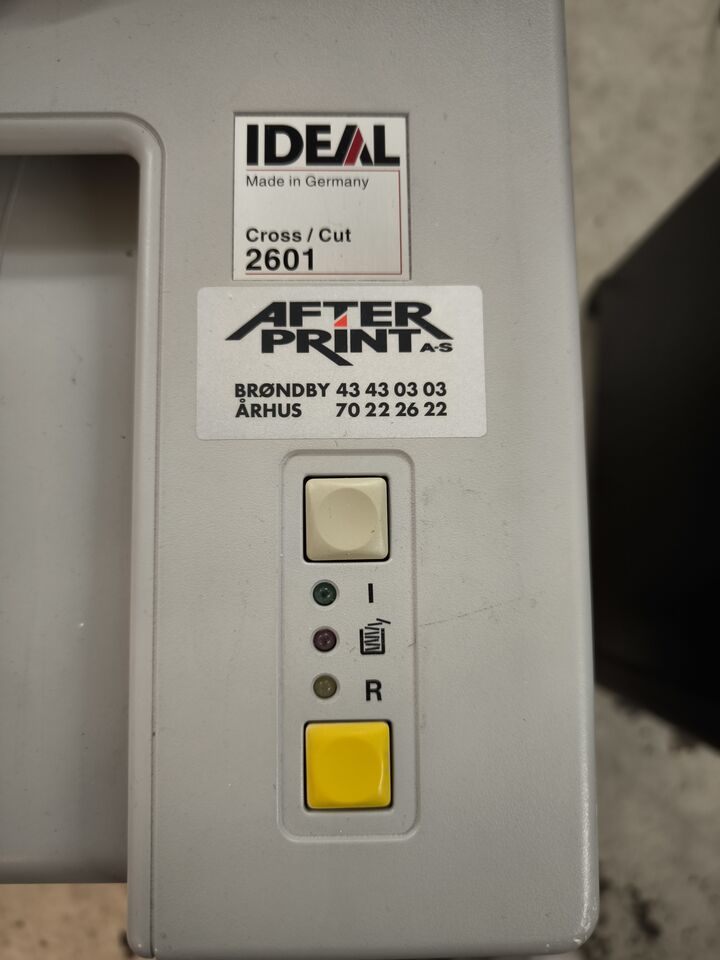 IDEAL
Made in Germany
Cross / Cut
2601
AFTER
PRINT A-S
BRØNDBY 43 43 03 03
ÅRHUS 70 22 26 22
I
R